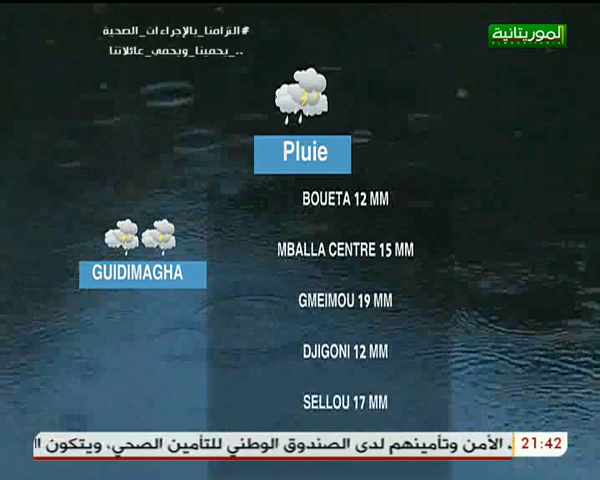 #التزامنا_بالإجراءات_الصحية
.._يحمينا_ويحمي_عائلاتنا
الموريتانية
Pluie
BOUETA 12 MM
MBALLA CENTRE 15 MM
GUIDIMAGHA
GMEIMOU 19 MM
DJIGONI 12 MM
SELLOU 17 MM
الأمن وتأمينهم لدى الصندوق الوطني للتأمين الصحي، ويتكون ال
21:42